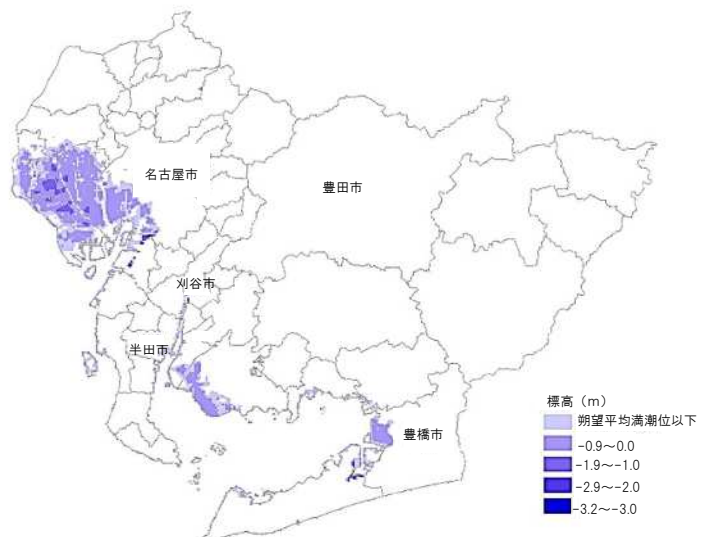 名古屋市
豊田市
刈谷市
半田市
豊橋市
標高（m）
朔望平均満潮位以下
-0.9～0.0
-1.9～-1.0
-2.9～-2.0
-3.2～-3.0